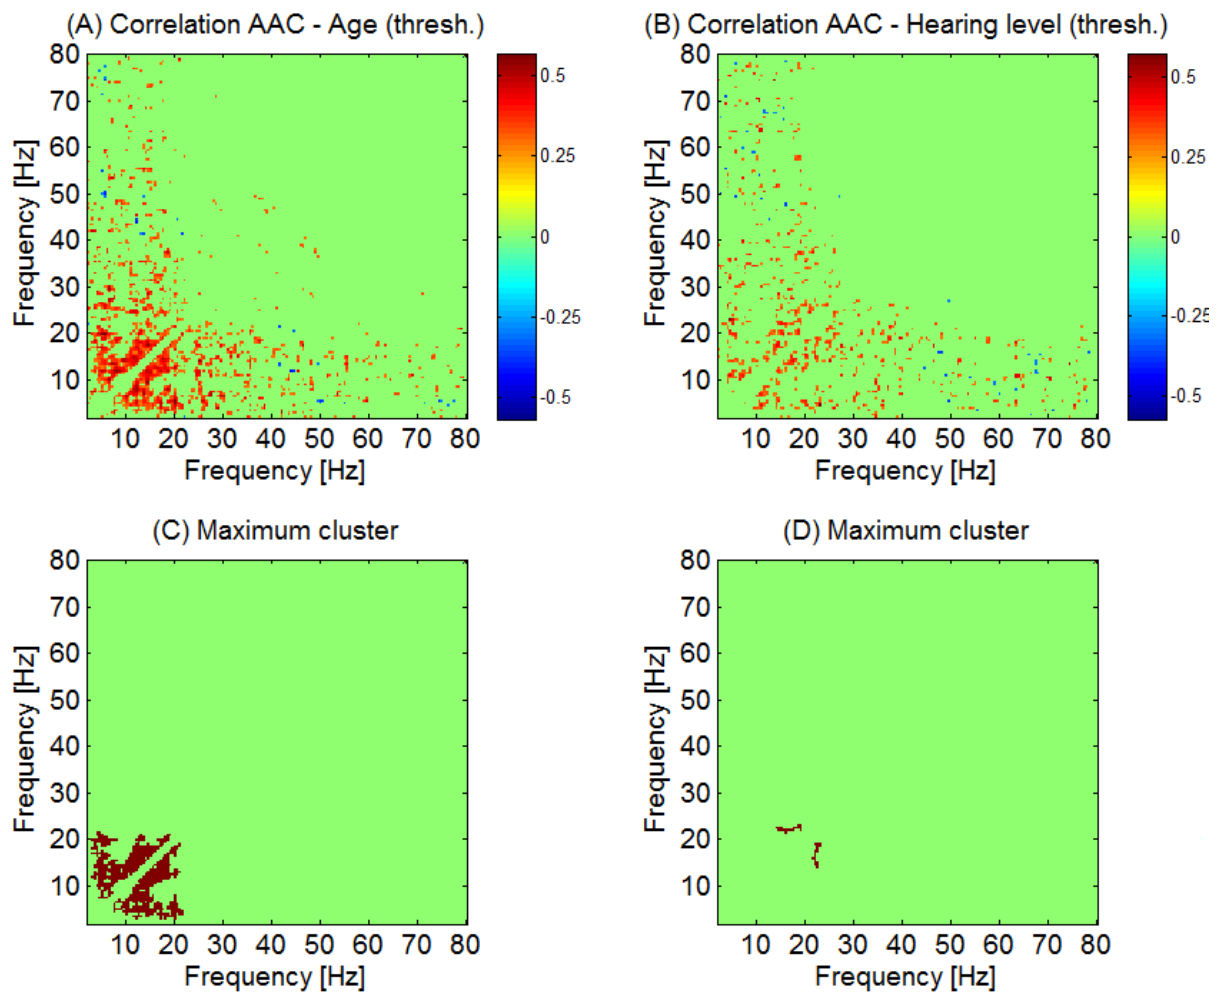 (A) Correlation AAC - Age (thresh.)
80
70
60
50
40
30
20
10
Frequency [Hz]
10 20 30 40 50 60 70 80
Frequency [Hz]
0.5
0.25
0
-0.25
-0.5
(B) Correlation AAC - Hearing level (thresh.)
80
70
60
50
40
30
20
10
Frequency [Hz]
10 20 30 40 50 60 70 80
Frequency [Hz]
0.5
0.25
0
-0.25
-0.5
(C) Maximum cluster
80
70
60
50
40
30
20
10
Frequency [Hz]
10 20 30 40 50 60 70 80
Frequency [Hz]
(D) Maximum cluster
80
70
60
50
40
30
20
10
Frequency [Hz]
10 20 30 40 50 60 70 80
Frequency [Hz]